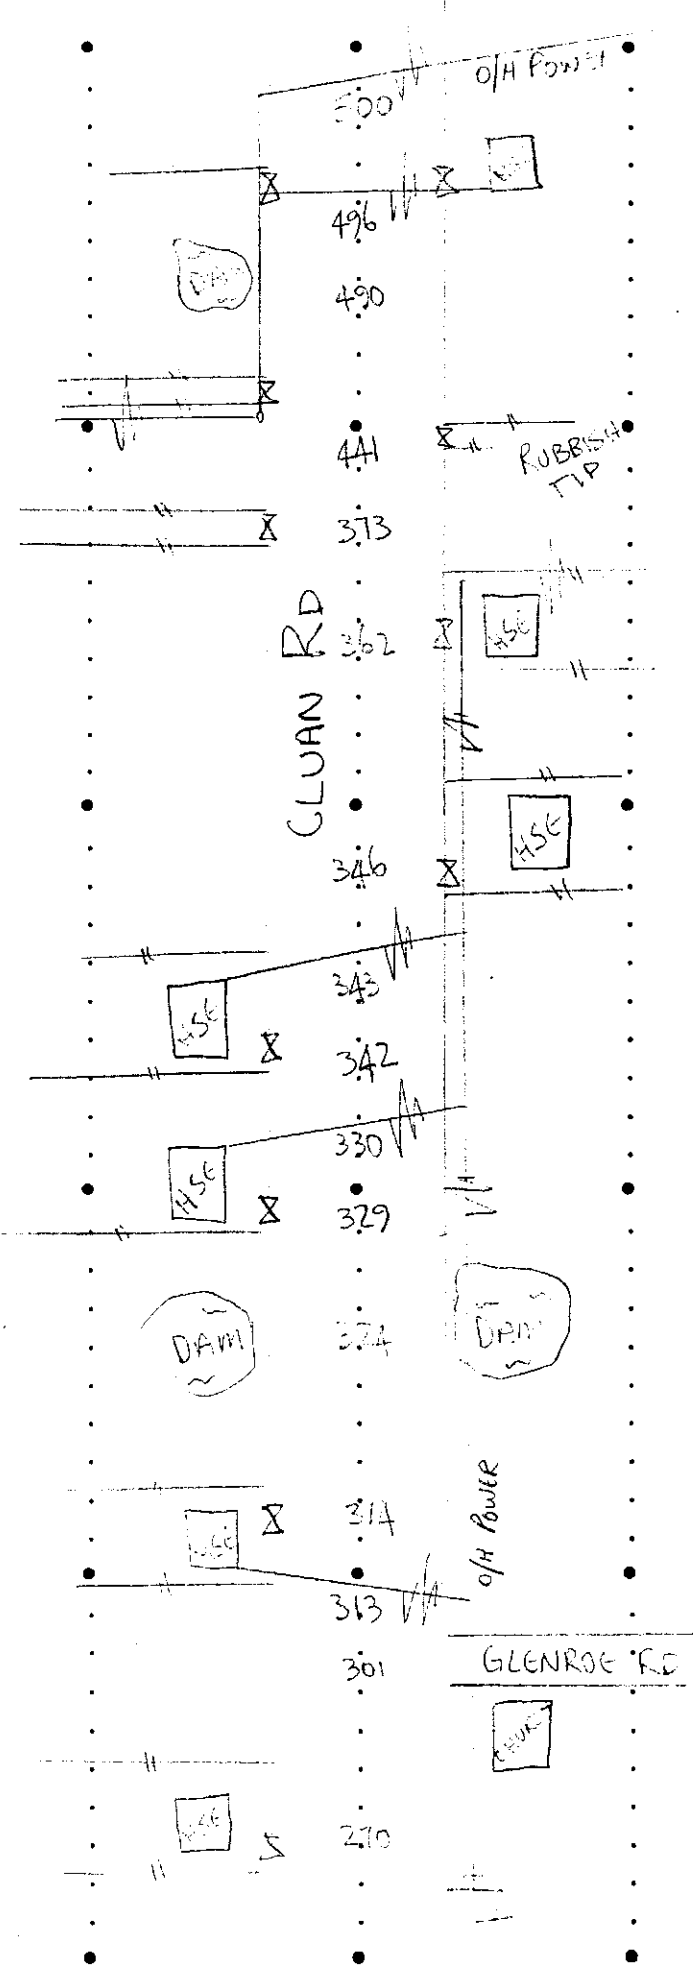 O/H POWER
500
496
DAM
490
441
RUBBISH
TIP
373
CLUAN RD
362
HSE
HSE
346
343
HSE
342
330
HSE
329
DAM
324
DAM
314
HSE
O/H POWER
313
301
GLENROE RD
CHURCH
HSE
270